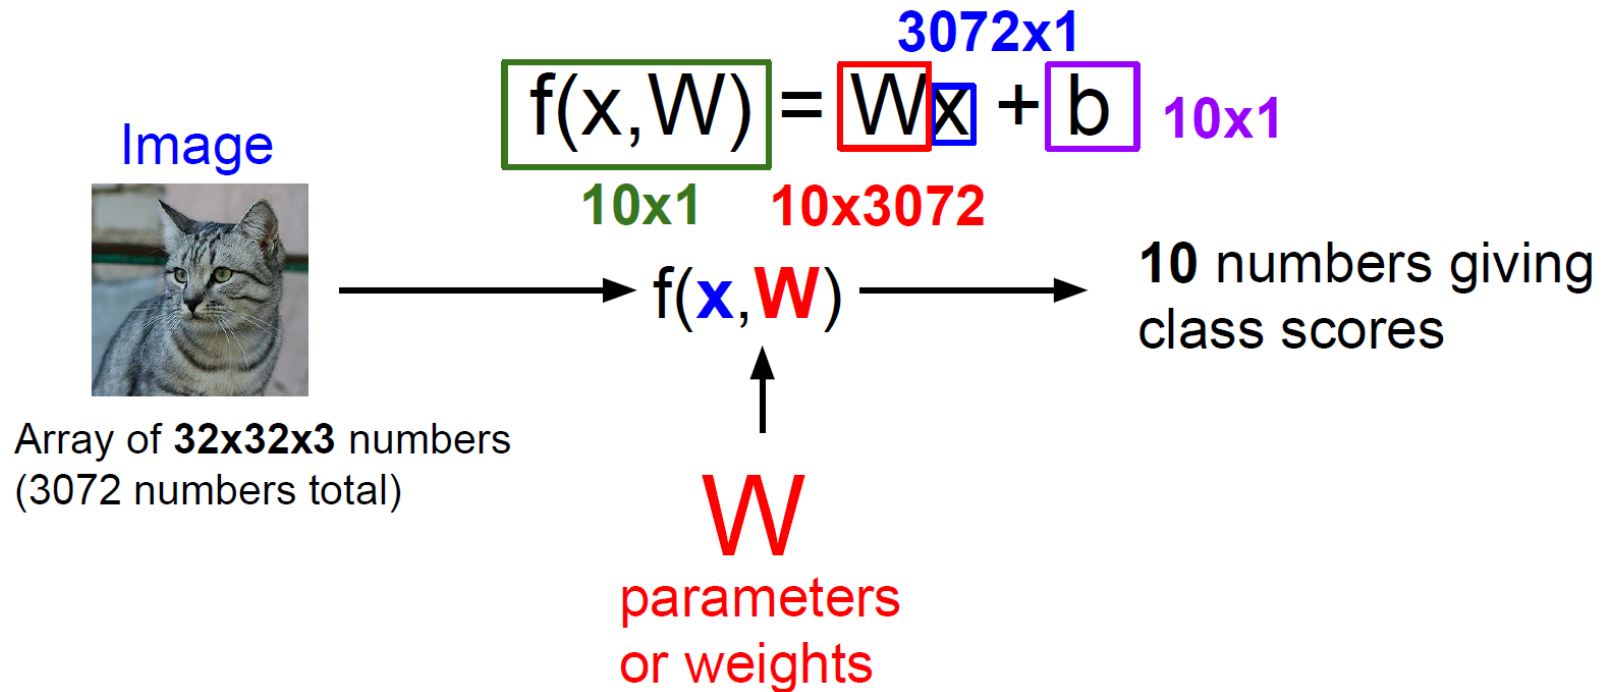 3072x1
f(x,W) = Wx + b 10x1
10x1 10x3072
Image
f(x,W)
10 numbers giving
class scores
Array of 32x32x3 numbers
(3072 numbers total)
W
parameters
or weights